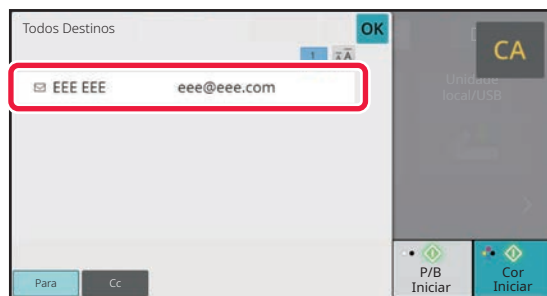 Todos Destinos
OK
1
CA
EEE EEE eee@eee.com
Unidade
local/USB
Para
Cc
P/B
Iniciar
Cor
Iniciar